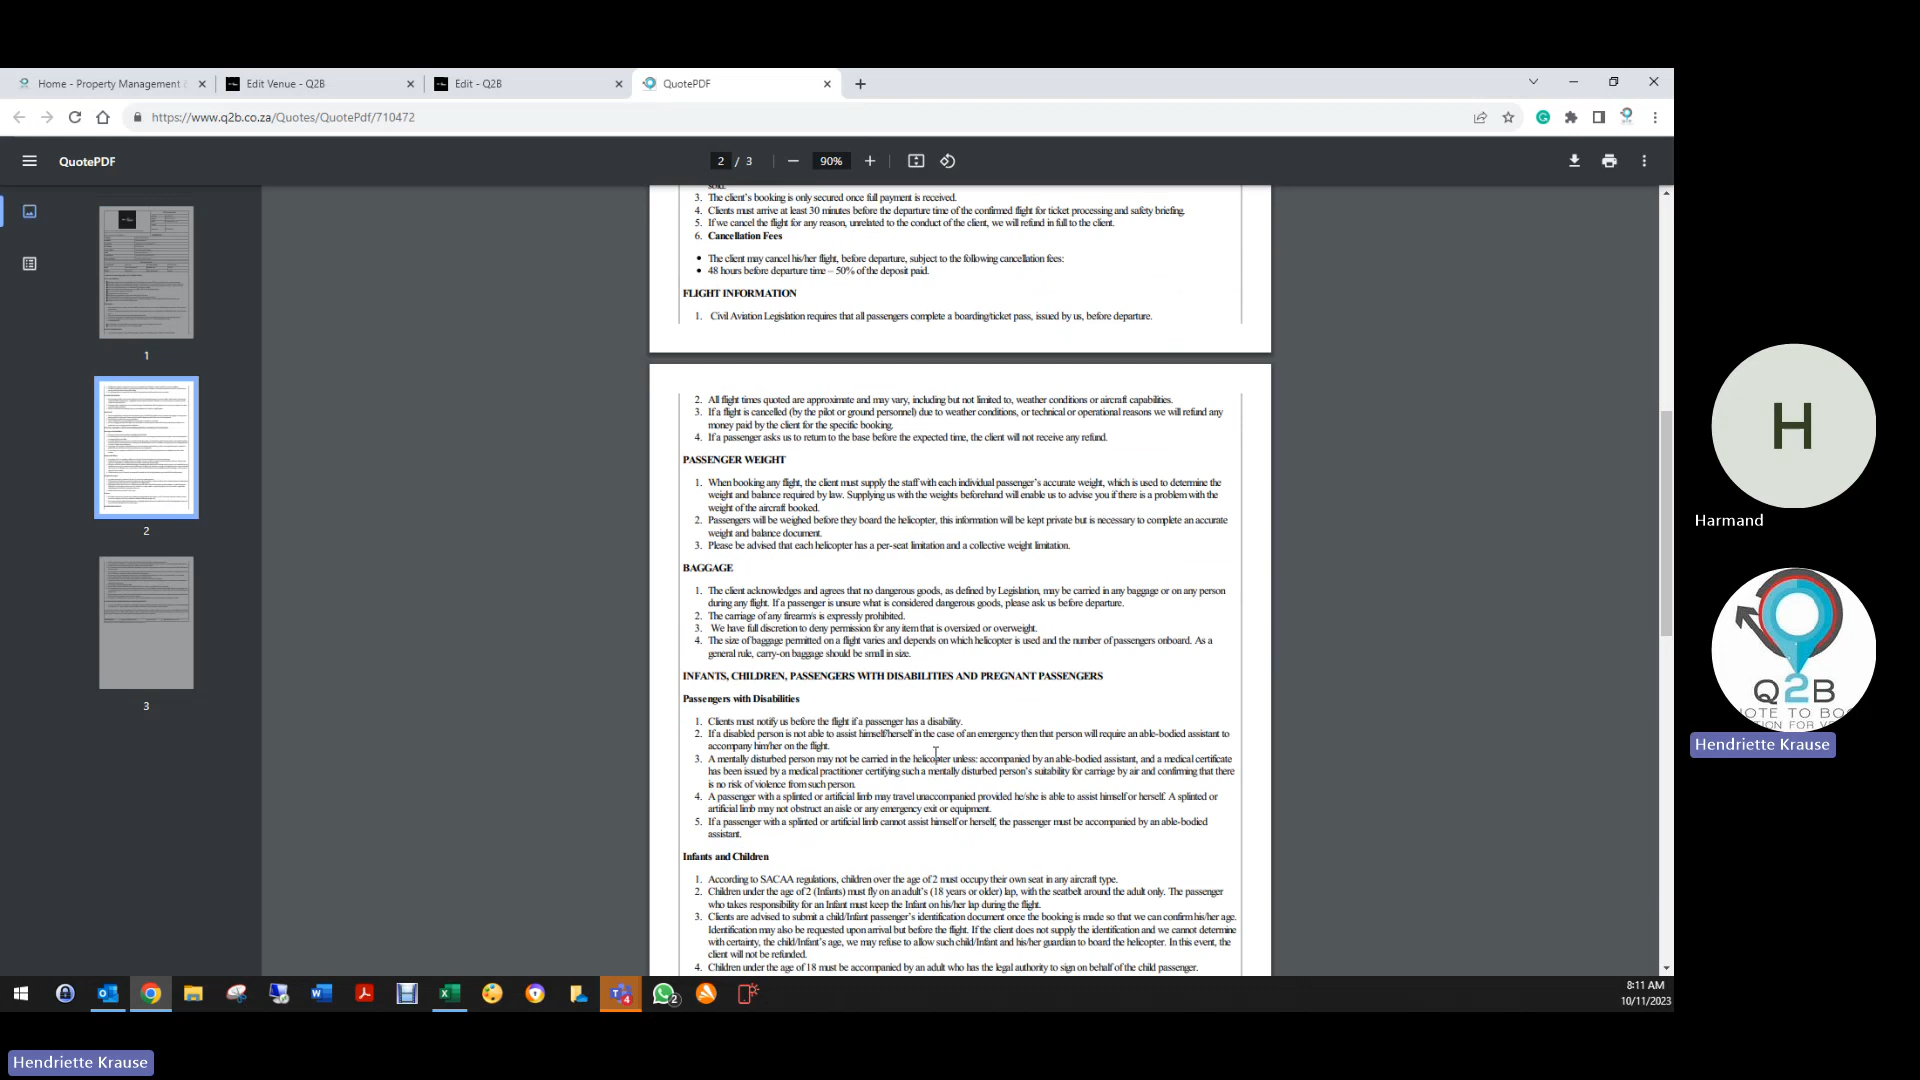 Home - Property Management
Edit Venue - Q2B
Edit - Q2B
QuotePDF
https://www.q2b.co.za/Quotes/QuotePdf/710472
QuotePDF
2 / 3
90%
1
2
3
sold.
3. The client's booking is only secured once full payment is received.
4. Clients must arrive at least 30 minutes before the departure time of the confirmed flight for ticket processing and safety briefing.
5. If we cancel the flight for any reason, unrelated to the conduct of the client, we will refund in full to the client.
6. Cancellation Fees
• The client may cancel his/her flight, before departure, subject to the following cancellation fees:
• 48 hours before departure time – 50% of the deposit paid.
FLIGHT INFORMATION
1. Civil Aviation Legislation requires that all passengers complete a boarding/ticket pass, issued by us, before departure.
2. All flight times quoted are approximate and may vary, including but not limited to, weather conditions or aircraft capabilities.
3. If a flight is cancelled (by the pilot or ground personnel) due to weather conditions, or technical or operational reasons we will refund any
money paid by the client for the specific booking.
4. If a passenger asks us to return to the base before the expected time, the client will not receive any refund.
PASSENGER WEIGHT
1. When booking any flight, the client must supply the staff with each individual passenger's accurate weight, which is used to determine the
weight and balance required by law. Supplying us with the weights beforehand will enable us to advise you if there is a problem with the
weight of the aircraft booked.
2. Passengers will be weighed before they board the helicopter, this information will be kept private but is necessary to complete an accurate
weight and balance document.
3. Please be advised that each helicopter has a per-seat limitation and a collective weight limitation.
BAGGAGE
1. The client acknowledges and agrees that no dangerous goods, as defined by Legislation, may be carried in any baggage or on any person
during any flight. If a passenger is unsure what is considered dangerous goods, please ask us before departure.
2. The carriage of any firearm's is expressly prohibited.
3. We have full discretion to deny permission for any item that is oversized or overweight.
4. The size of baggage permitted on a flight varies and depends on which helicopter is used and the number of passengers onboard. As a
general rule, carry-on baggage should be small in size.
INFANTS, CHILDREN, PASSENGERS WITH DISABILITIES AND PREGNANT PASSENGERS
Passengers with Disabilities
1. Clients must notify us before the flight if a passenger has a disability.
2. If a disabled person is not able to assist himself/herself in the case of an emergency then that person will require an able-bodied assistant to
accompany him/her on the flight.
3. A mentally disturbed person may not be carried in the helicopter unless: accompanied by an able-bodied assistant, and a medical certificate
has been issued by a medical practitioner certifying such a mentally disturbed person's suitability for carriage by air and confirming that there
is no risk of violence from such person.
4. A passenger with a splinted or artificial limb may travel unaccompanied provided he/she is able to assist himself or herself. A splinted or
artificial limb may not obstruct an aisle or any emergency exit or equipment.
5. If a passenger with a splinted or artificial limb cannot assist himself or herself, the passenger must be accompanied by an able-bodied
assistant.
Infants and Children
1. According to SACAA regulations, children over the age of 2 must occupy their own seat in any aircraft type.
2. Children under the age of 2 (Infants) must fly on an adult's (18 years or older) lap, with the seatbelt around the adult only. The passenger
who takes responsibility for an Infant must keep the Infant on his/her lap during the flight.
3. Clients are advised to submit a child/Infant passenger's identification document once the booking is made so that we can confirm his/her age.
Identification may also be requested upon arrival but before the flight. If the client does not supply the identification and we cannot determine
with certainty, the child/Infant's age, we may refuse to allow such child/Infant and his/her guardian to board the helicopter. In this event, the
client will not be refunded.
4. Children under the age of 18 must be accompanied by an adult who has the legal authority to sign on behalf of the child passenger.
H
Harmand
Q2B
Hendriette Krause
8:11 AM
10/11/2023
Hendriette Krause